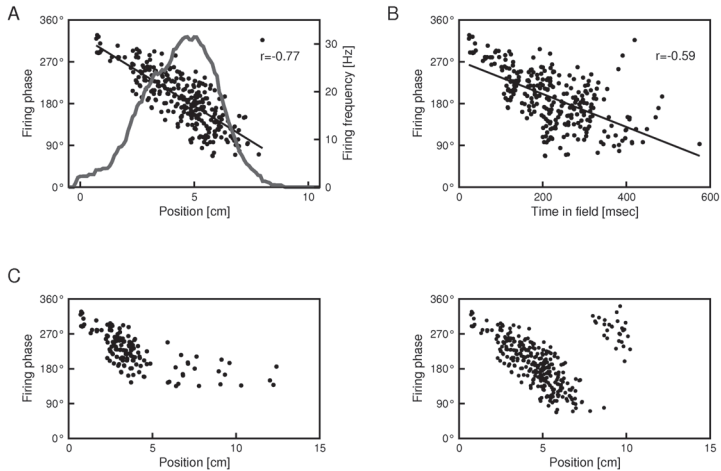 A
B
360° 30 360°
r=-0.77 r=-0.59
270° 270°
20
180° 180°
10
90° 90°
0° 0 0°
0 5 10 0 200 400 600
Firing phase Firing frequency [Hz] Firing phase
Position [cm] Time in field [msec]
C
360° 360°
270° 270°
180° 180°
90° 90°
0° 0°
0 5 10 15 0 5 10 15
Firing phase Firing phase
Position [cm] Position [cm]